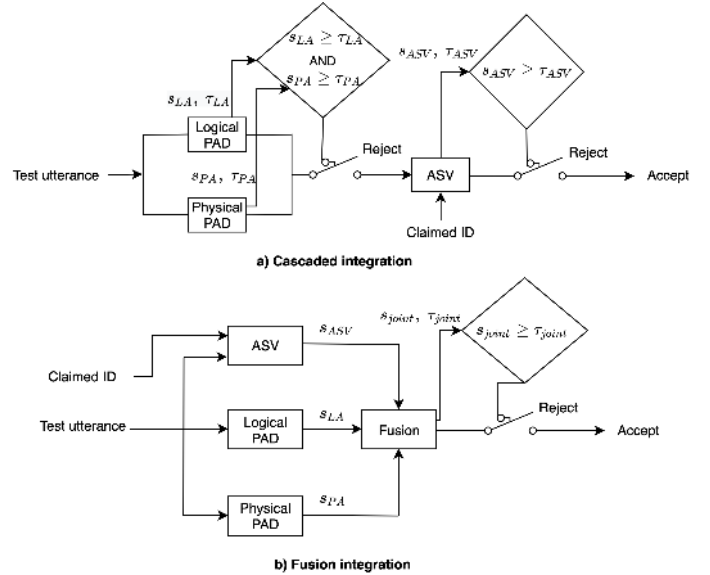 s_LA ≥ τ_LA
AND
s_PA ≥ τ_PA
s_ASV, τ_ASV
s_ASV > τ_ASV
s_LA, τ_LA
Logical
PAD
Reject
Reject
Test utterance
s_PA, τ_PA
ASV
Accept
Physical
PAD
Claimed ID
a) Cascaded integration
s_ASV
s_joint, τ_joint
s_joint ≥ τ_joint
ASV
Claimed ID
Reject
Test utterance
Logical
PAD
s_LA
Fusion
Accept
s_PA
Physical
PAD
b) Fusion integration